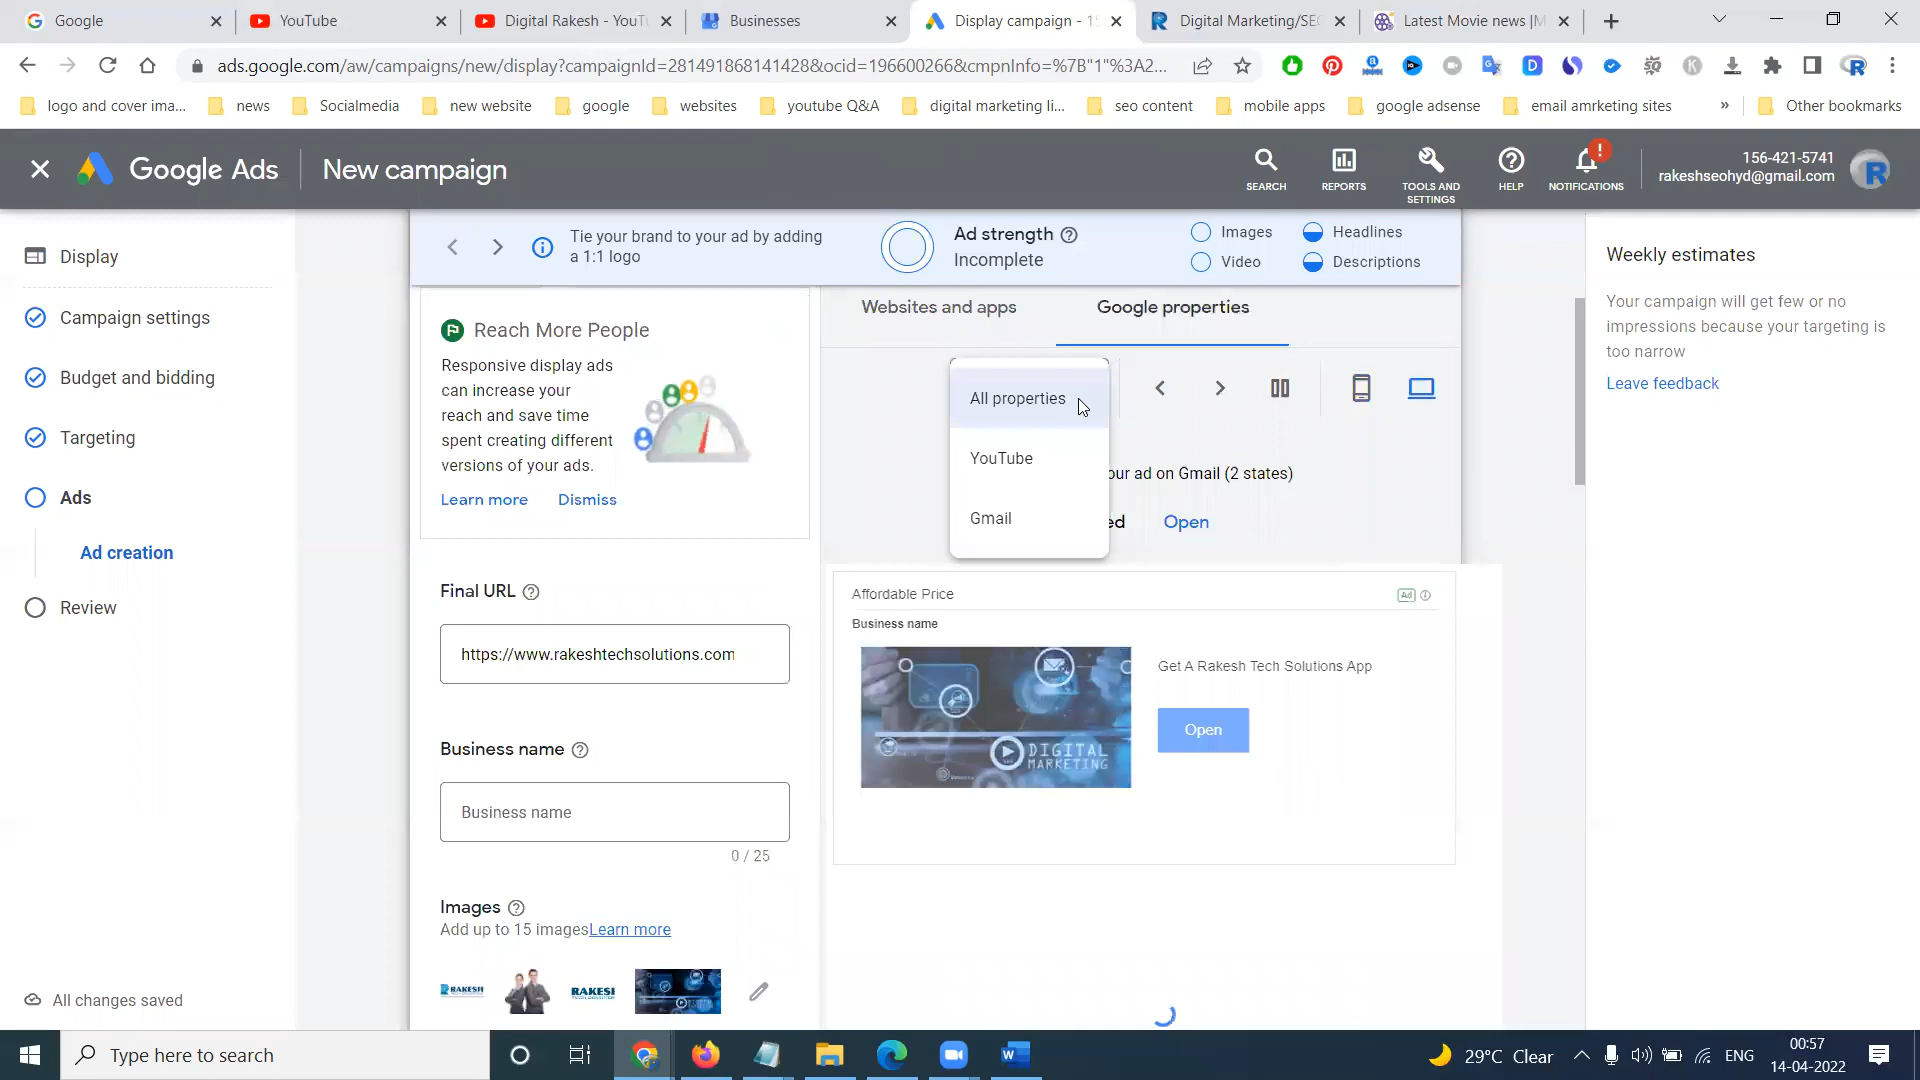 Google
YouTube
Digital Rakesh - YouT
Businesses
Display campaign - 15
Digital Marketing/SEC
Latest Movie news |M
ads.google.com/aw/campaigns/new/display?campaignId=281491868141428&ocid=196600266&cmpnInfo=%7B"1"%3A2...
logo and cover ima...
news
Socialmedia
new website
google
websites
youtube Q&A
digital marketing li...
seo content
mobile apps
google adsense
email amrketing sites
»
Other bookmarks
Google Ads
New campaign
SEARCH
REPORTS
TOOLS AND
SETTINGS
HELP
NOTIFICATIONS
156-421-5741
rakeshseohyd@gmail.com
Display
Campaign settings
Budget and bidding
Targeting
Ads
Ad creation
Review
All changes saved
Tie your brand to your ad by adding
a 1:1 logo
Ad strength
Incomplete
Images
Headlines
Video
Descriptions
Reach More People
Responsive display ads
can increase your
reach and save time
spent creating different
versions of your ads.
Learn more
Dismiss
Final URL
https://www.rakeshtechsolutions.com
Business name
Business name
0 / 25
Images
Add up to 15 images Learn more
RAKESH
RAKESH
Websites and apps
Google properties
All properties
YouTube
Gmail
our ad on Gmail (2 states)
ed
Open
Affordable Price
Ad
Business name
DIGITAL
MARKETING
Get A Rakesh Tech Solutions App
Open
Weekly estimates
Your campaign will get few or no
impressions because your targeting is
too narrow
Leave feedback
Type here to search
29°C Clear
ENG
00:57
14-04-2022